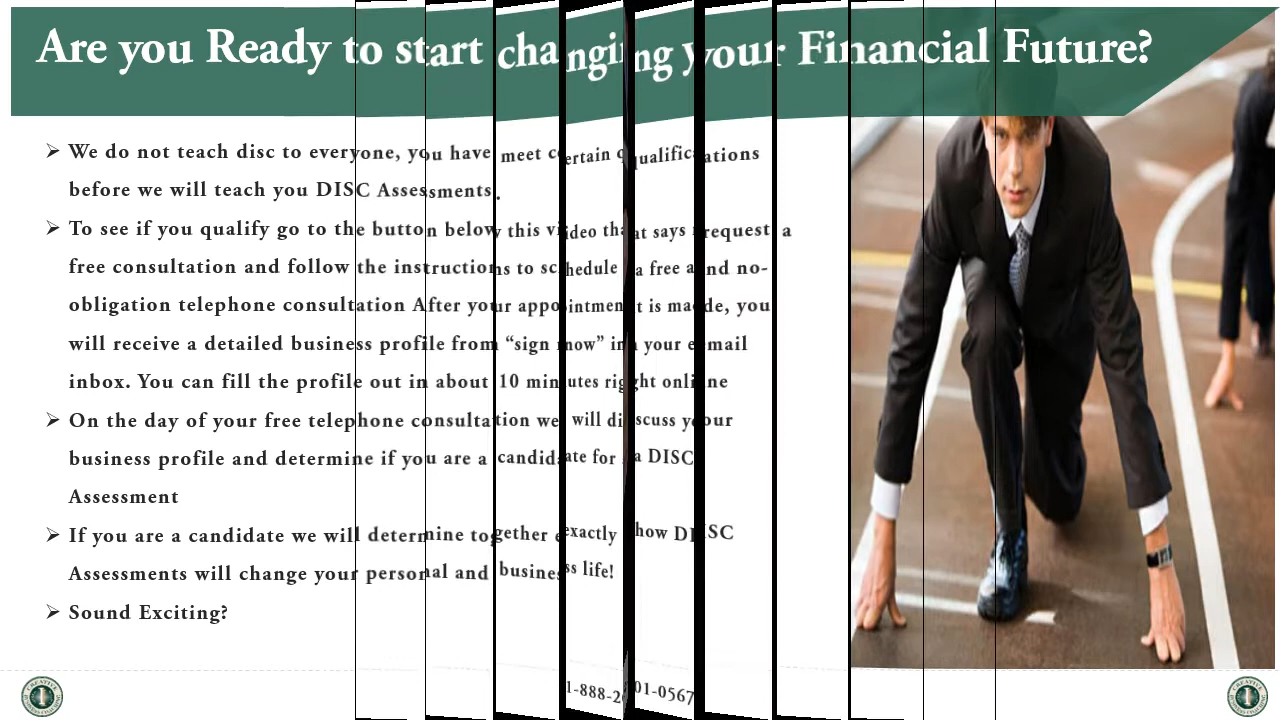 Are you Ready to start changing your Financial Future?
➢ We do not teach disc to everyone, you have meet certain qualifications
before we will teach you DISC Assessments.
➢ To see if you qualify go to the button below this video that says request a
free consultation and follow the instructions to schedule a free and no-
obligation telephone consultation After your appointment is made, you
will receive a detailed business profile from “sign now” in your e-mail
inbox. You can fill the profile out in about 10 minutes right online
➢ On the day of your free telephone consultation we will discuss your
business profile and determine if you are a candidate for a DISC
Assessment
➢ If you are a candidate we will determine together exactly how DISC
Assessments will change your personal and business life!
➢ Sound Exciting?
1-888-201-0567